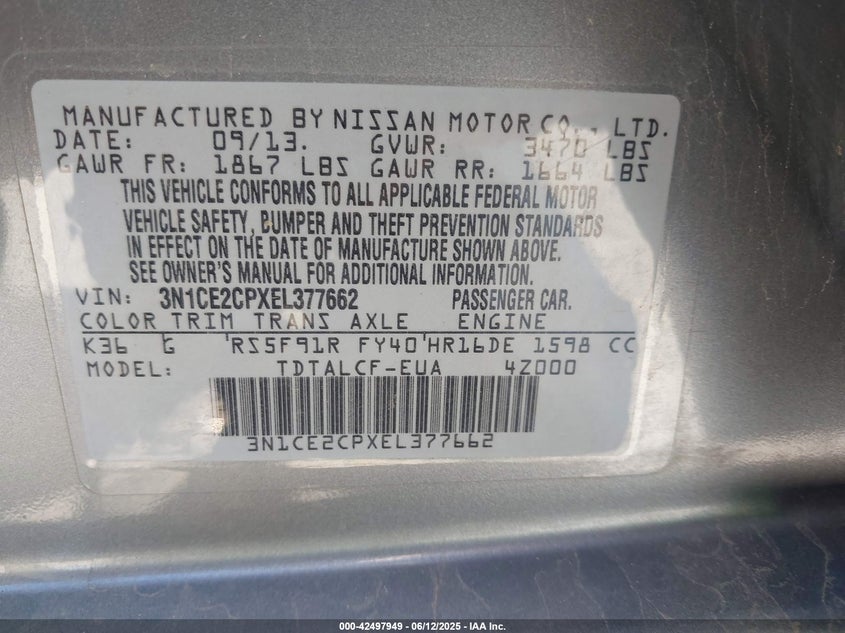 MANUFACTURED BY NISSAN MOTOR CO., LTD.
DATE: 09/13. GVWR: 3470 LBS
GAWR FR: 1867 LBS GAWR RR: 1664 LBS
THIS VEHICLE CONFORMS TO ALL APPLICABLE FEDERAL MOTOR
VEHICLE SAFETY, BUMPER AND THEFT PREVENTION STANDARDS
IN EFFECT ON THE DATE OF MANUFACTURE SHOWN ABOVE.
SEE OWNER'S MANUAL FOR ADDITIONAL INFORMATION.
VIN: 3N1CE2CPXEL377662 PASSENGER CAR.
COLOR TRIM TRANS AXLE ENGINE
K36 G 'RS5F91R FY40'HR16DE 1598 CC
MODEL: TDTALCF-EUA 4Z000
3N1CE2CPXEL377662
000-42497949 | 06/12/2025 - IAA Inc.